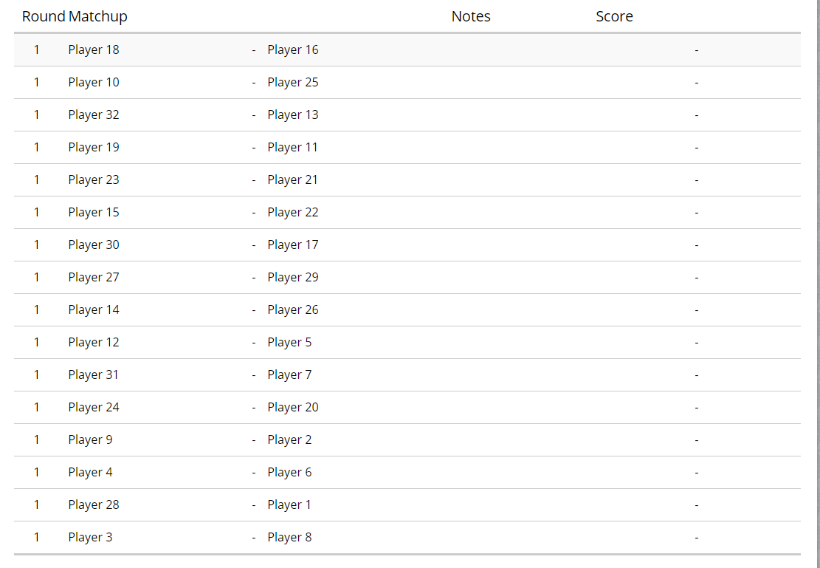 Round Matchup Notes Score
1 Player 18 - Player 16 -
1 Player 10 - Player 25 -
1 Player 32 - Player 13 -
1 Player 19 - Player 11 -
1 Player 23 - Player 21 -
1 Player 15 - Player 22 -
1 Player 30 - Player 17 -
1 Player 27 - Player 29 -
1 Player 14 - Player 26 -
1 Player 12 - Player 5 -
1 Player 31 - Player 7 -
1 Player 24 - Player 20 -
1 Player 9 - Player 2 -
1 Player 4 - Player 6 -
1 Player 28 - Player 1 -
1 Player 3 - Player 8 -